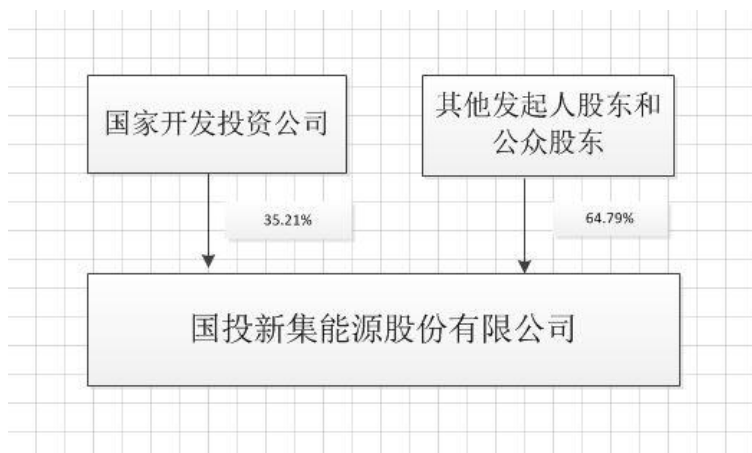 国家开发投资公司
其他发起人股东和
公众股东
35.21%
64.79%
国投新集能源股份有限公司